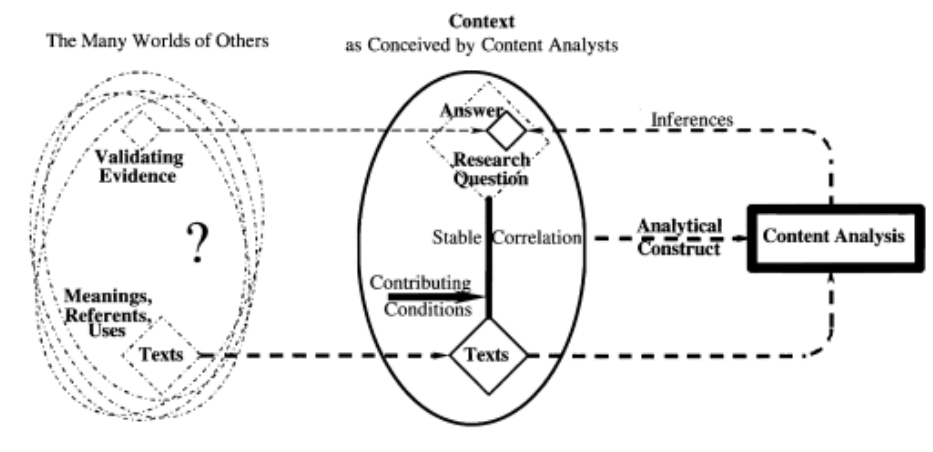 Context
The Many Worlds of Others
as Conceived by Content Analysts
Answer
Inferences
Validating
Evidence
Research
Question
?
Stable Correlation
Analytical
Construct
Content Analysis
Contributing
Conditions
Meanings,
Referents,
Uses
Texts
Texts